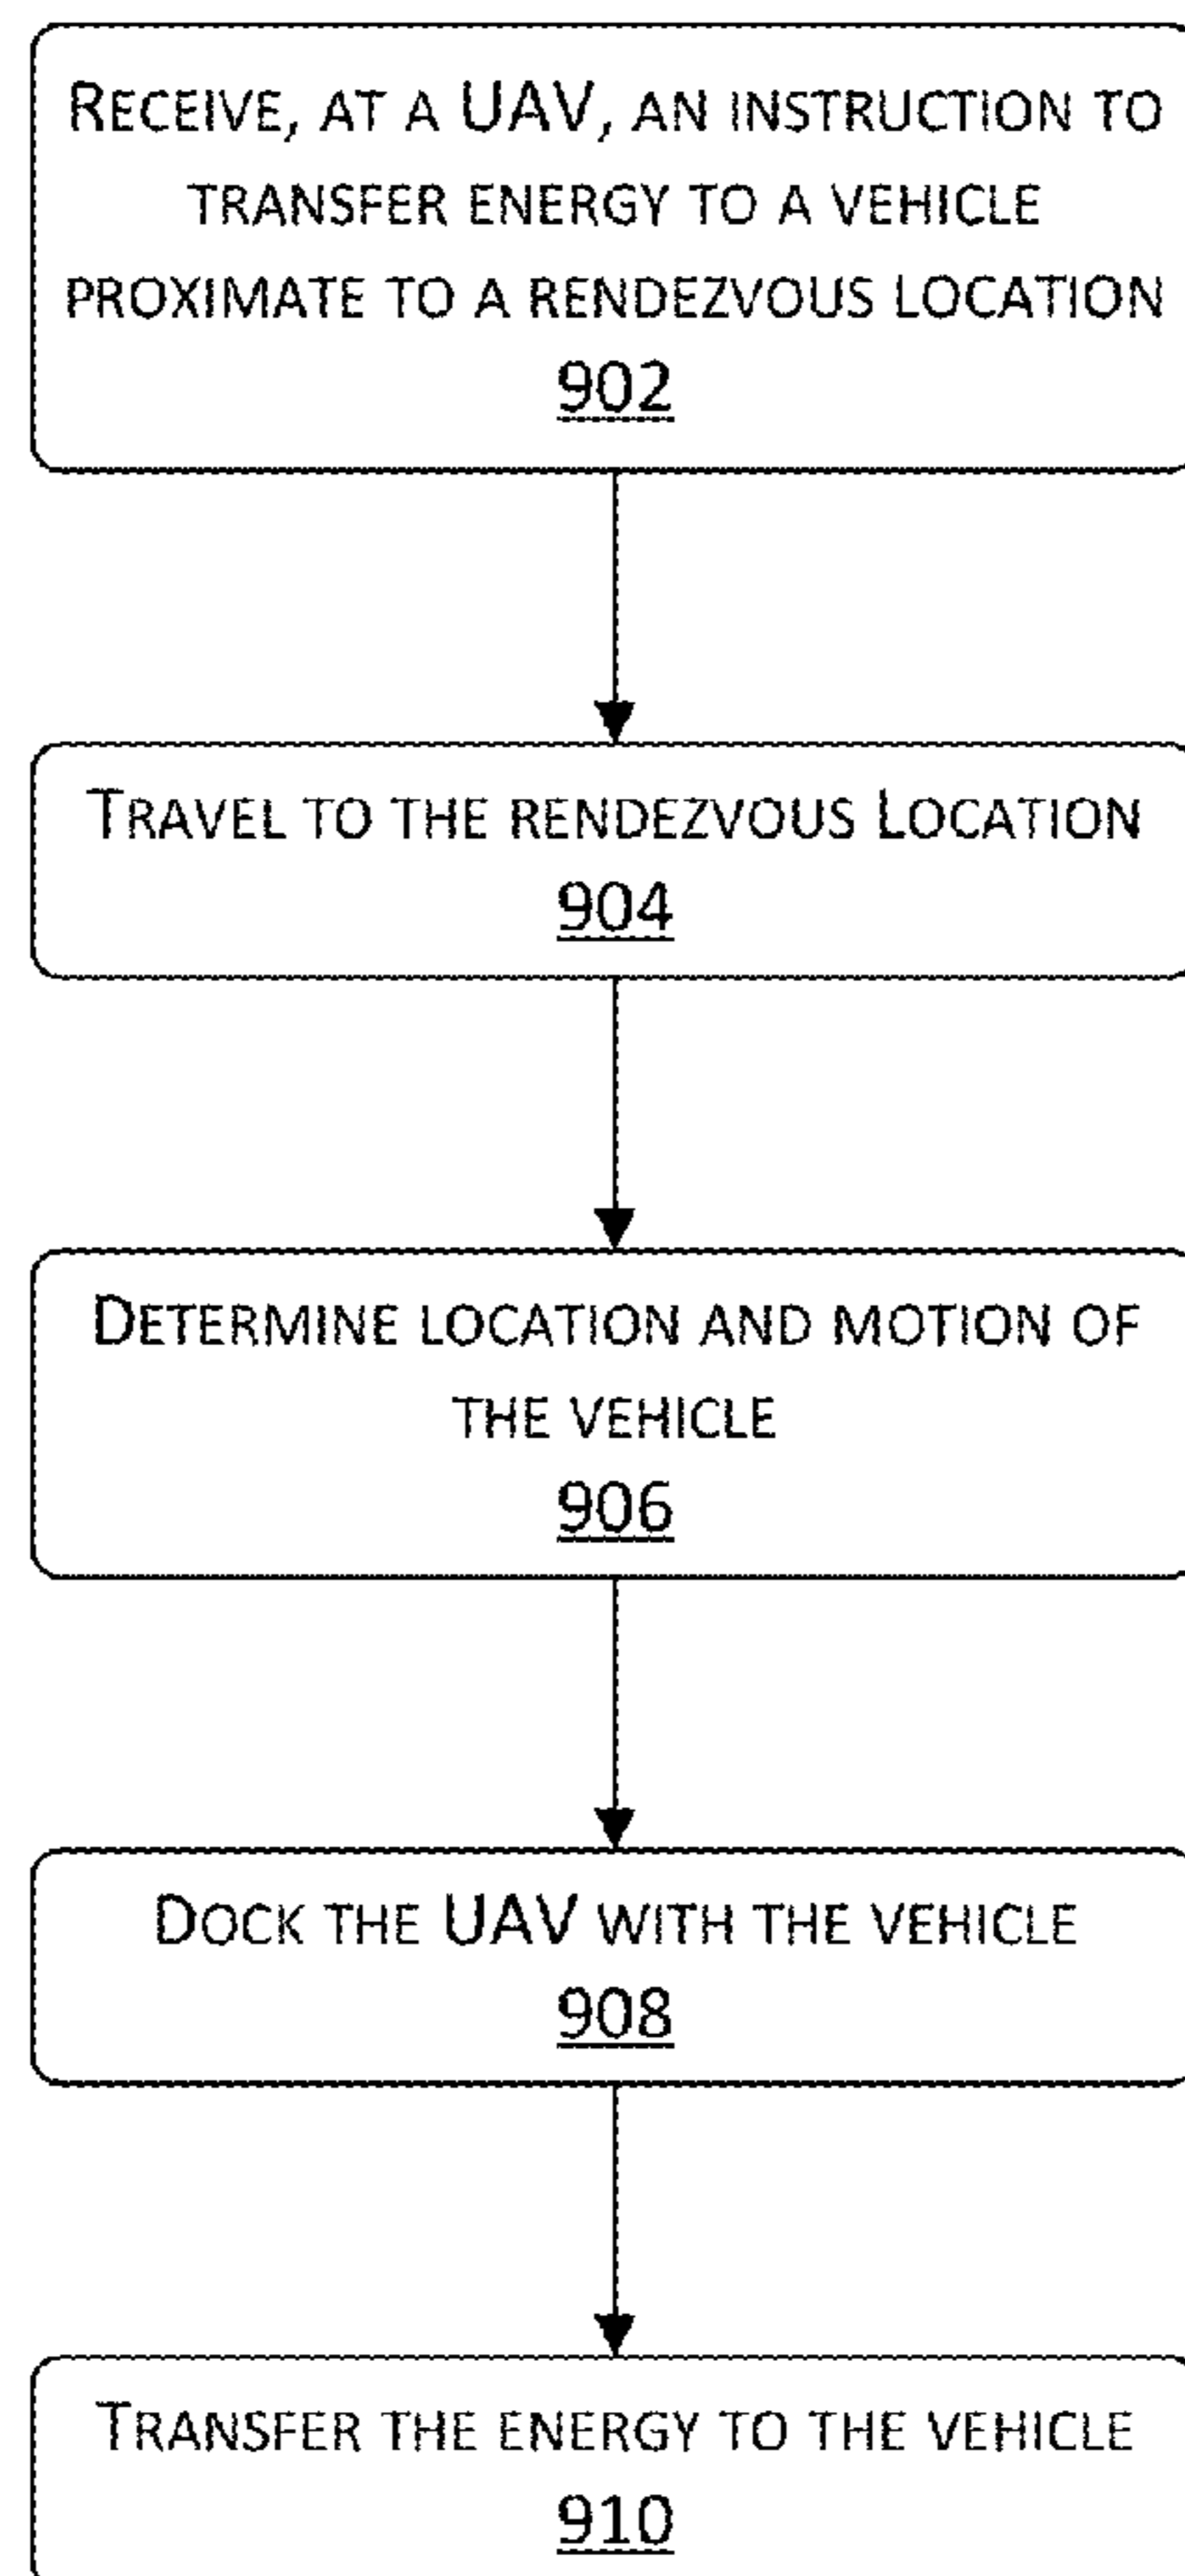 RECEIVE, AT A UAV, AN INSTRUCTION TO
TRANSFER ENERGY TO A VEHICLE
PROXIMATE TO A RENDEZVOUS LOCATION
902
TRAVEL TO THE RENDEZVOUS LOCATION
904
DETERMINE LOCATION AND MOTION OF
THE VEHICLE
906
DOCK THE UAV WITH THE VEHICLE
908
TRANSFER THE ENERGY TO THE VEHICLE
910